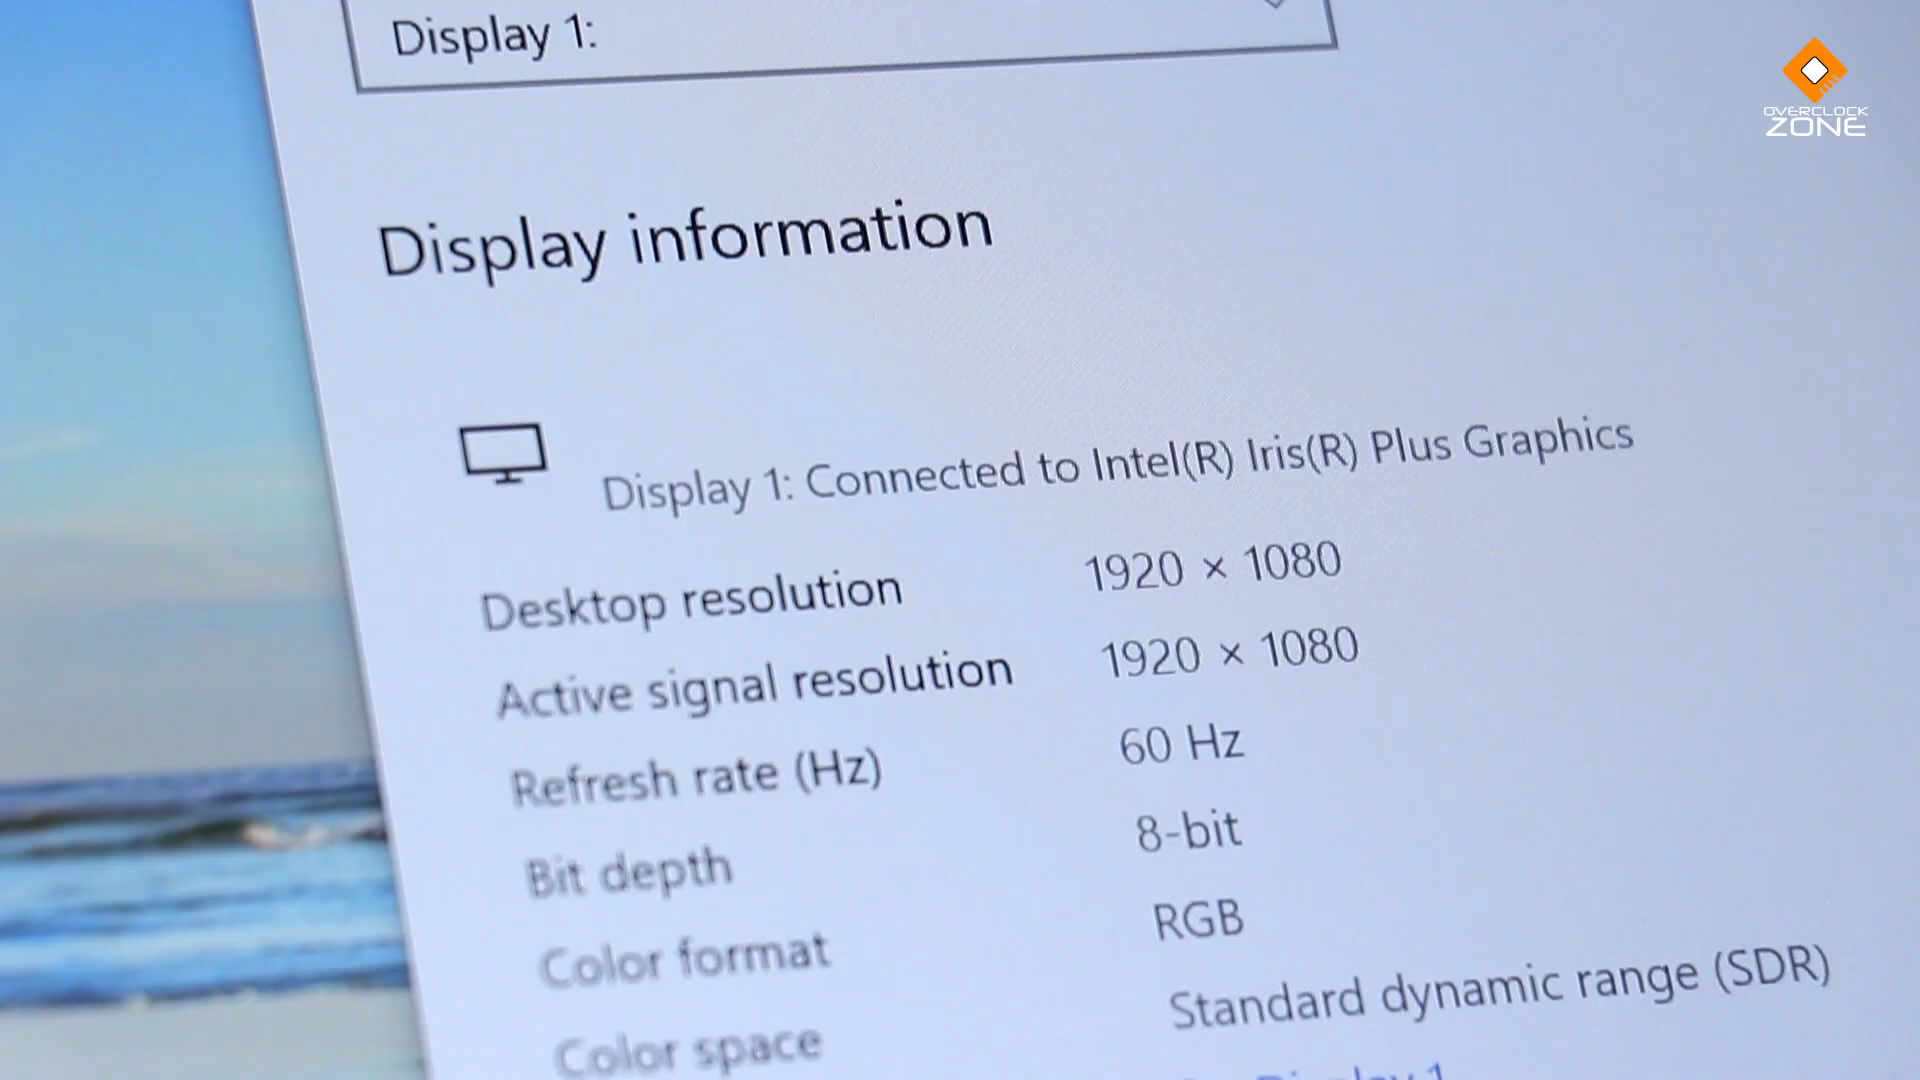 Display 1:
OVERCLOCK
ZONE
Display information
Display 1: Connected to Intel(R) Iris(R) Plus Graphics
Desktop resolution 1920 × 1080
Active signal resolution 1920 × 1080
Refresh rate (Hz) 60 Hz
Bit depth 8-bit
Color format RGB
Color space Standard dynamic range (SDR)
Display 1